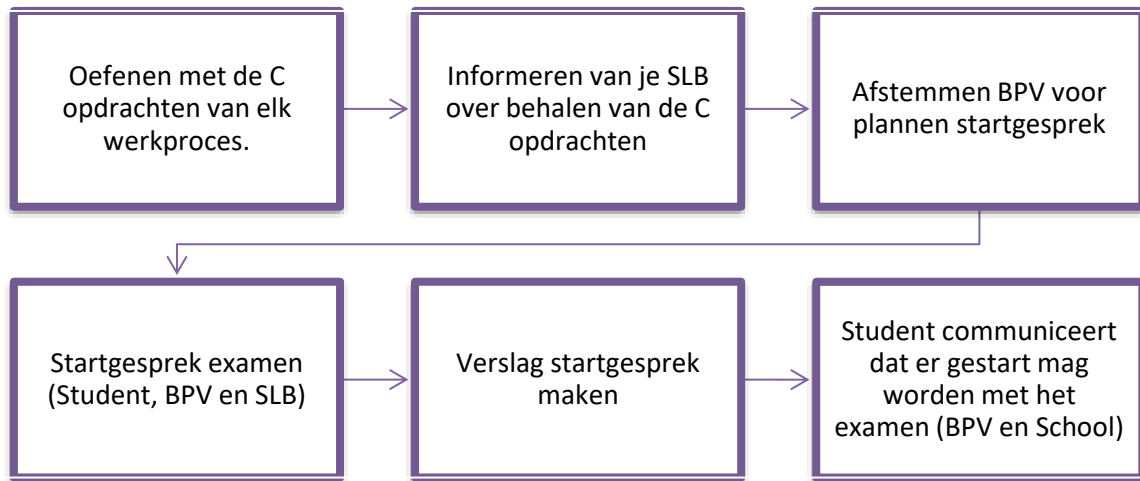 Oefenen met de C
opdrachten van elk
werkproces.
Informeren van je SLB
over behalen van de C
opdrachten
Afstemmen BPV voor
plannen startgesprek
Startgesprek examen
(Student, BPV en SLB)
Verslag startgesprek
maken
Student communiceert
dat er gestart mag
worden met het
examen (BPV en School)